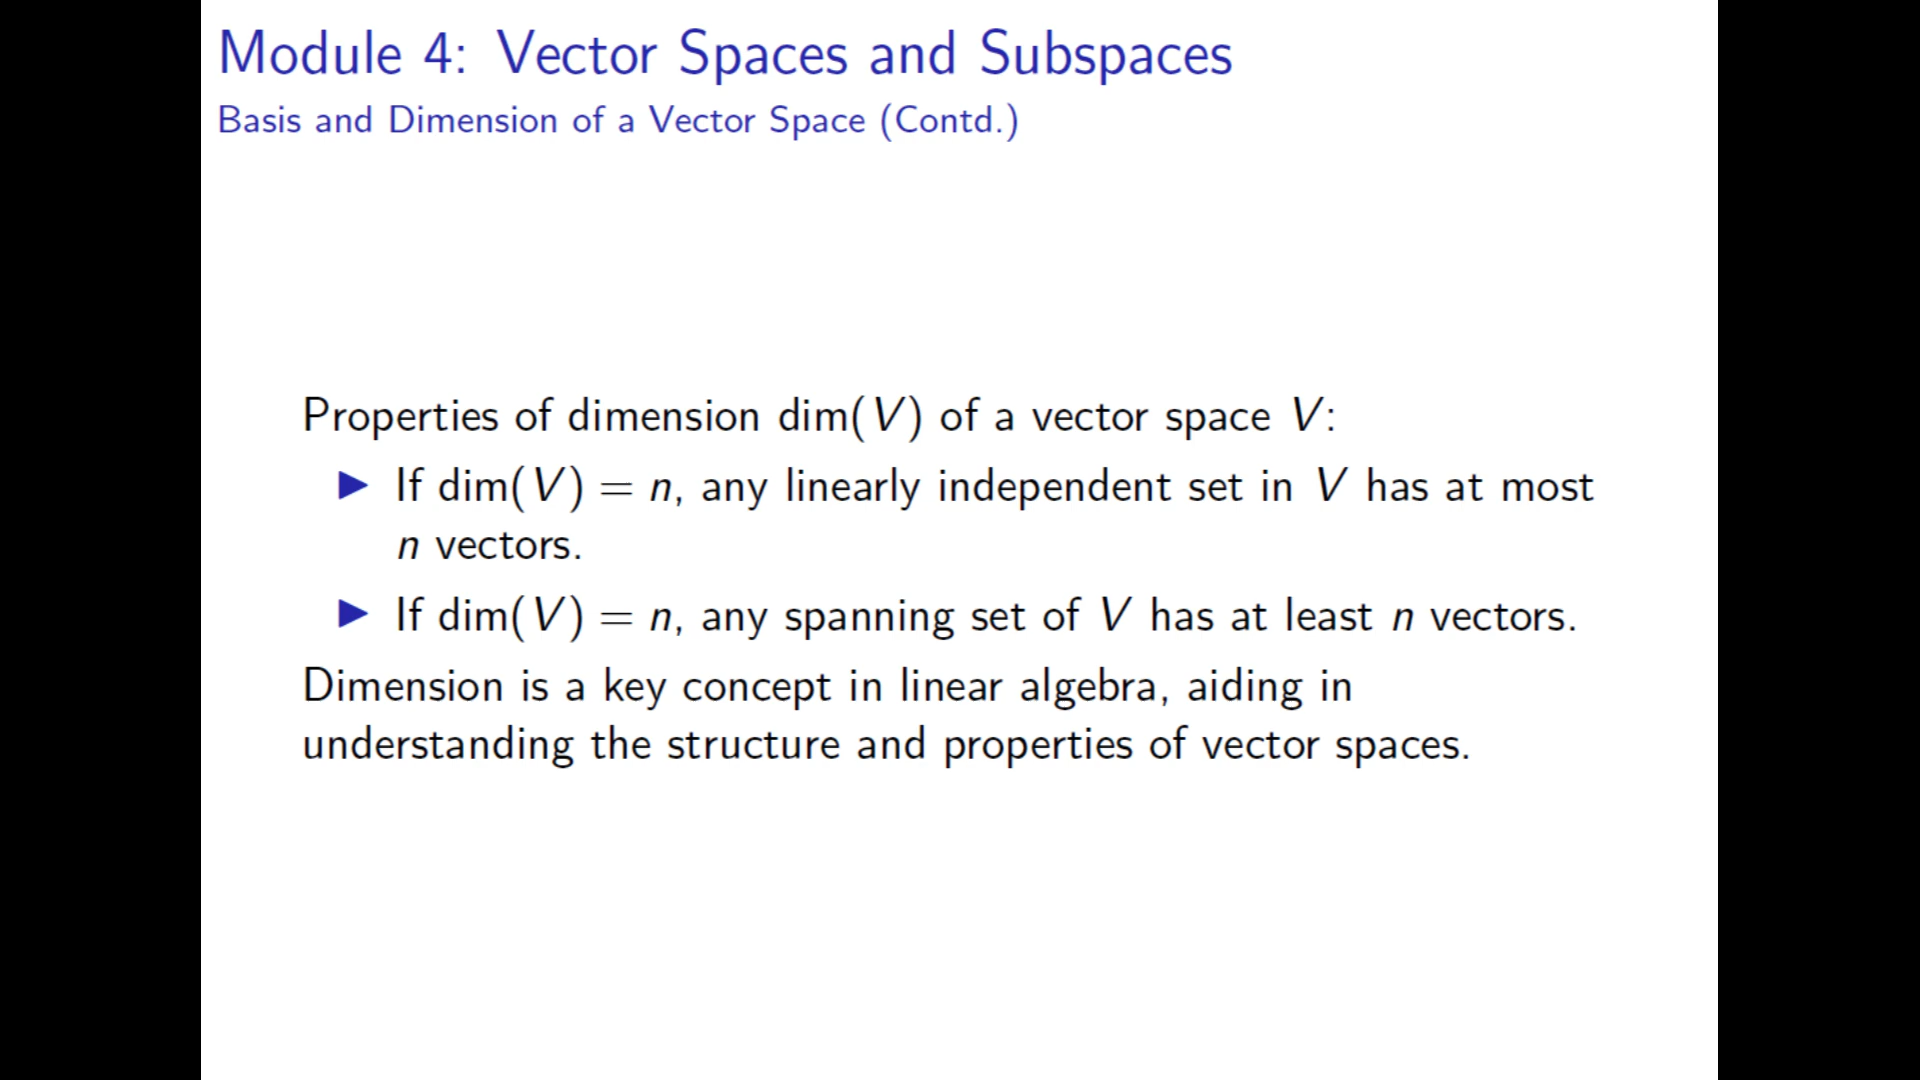 Module 4: Vector Spaces and Subspaces
Basis and Dimension of a Vector Space (Contd.)
Properties of dimension dim(V) of a vector space V:
▶ If dim(V) = n, any linearly independent set in V has at most
n vectors.
▶ If dim(V) = n, any spanning set of V has at least n vectors.
Dimension is a key concept in linear algebra, aiding in
understanding the structure and properties of vector spaces.